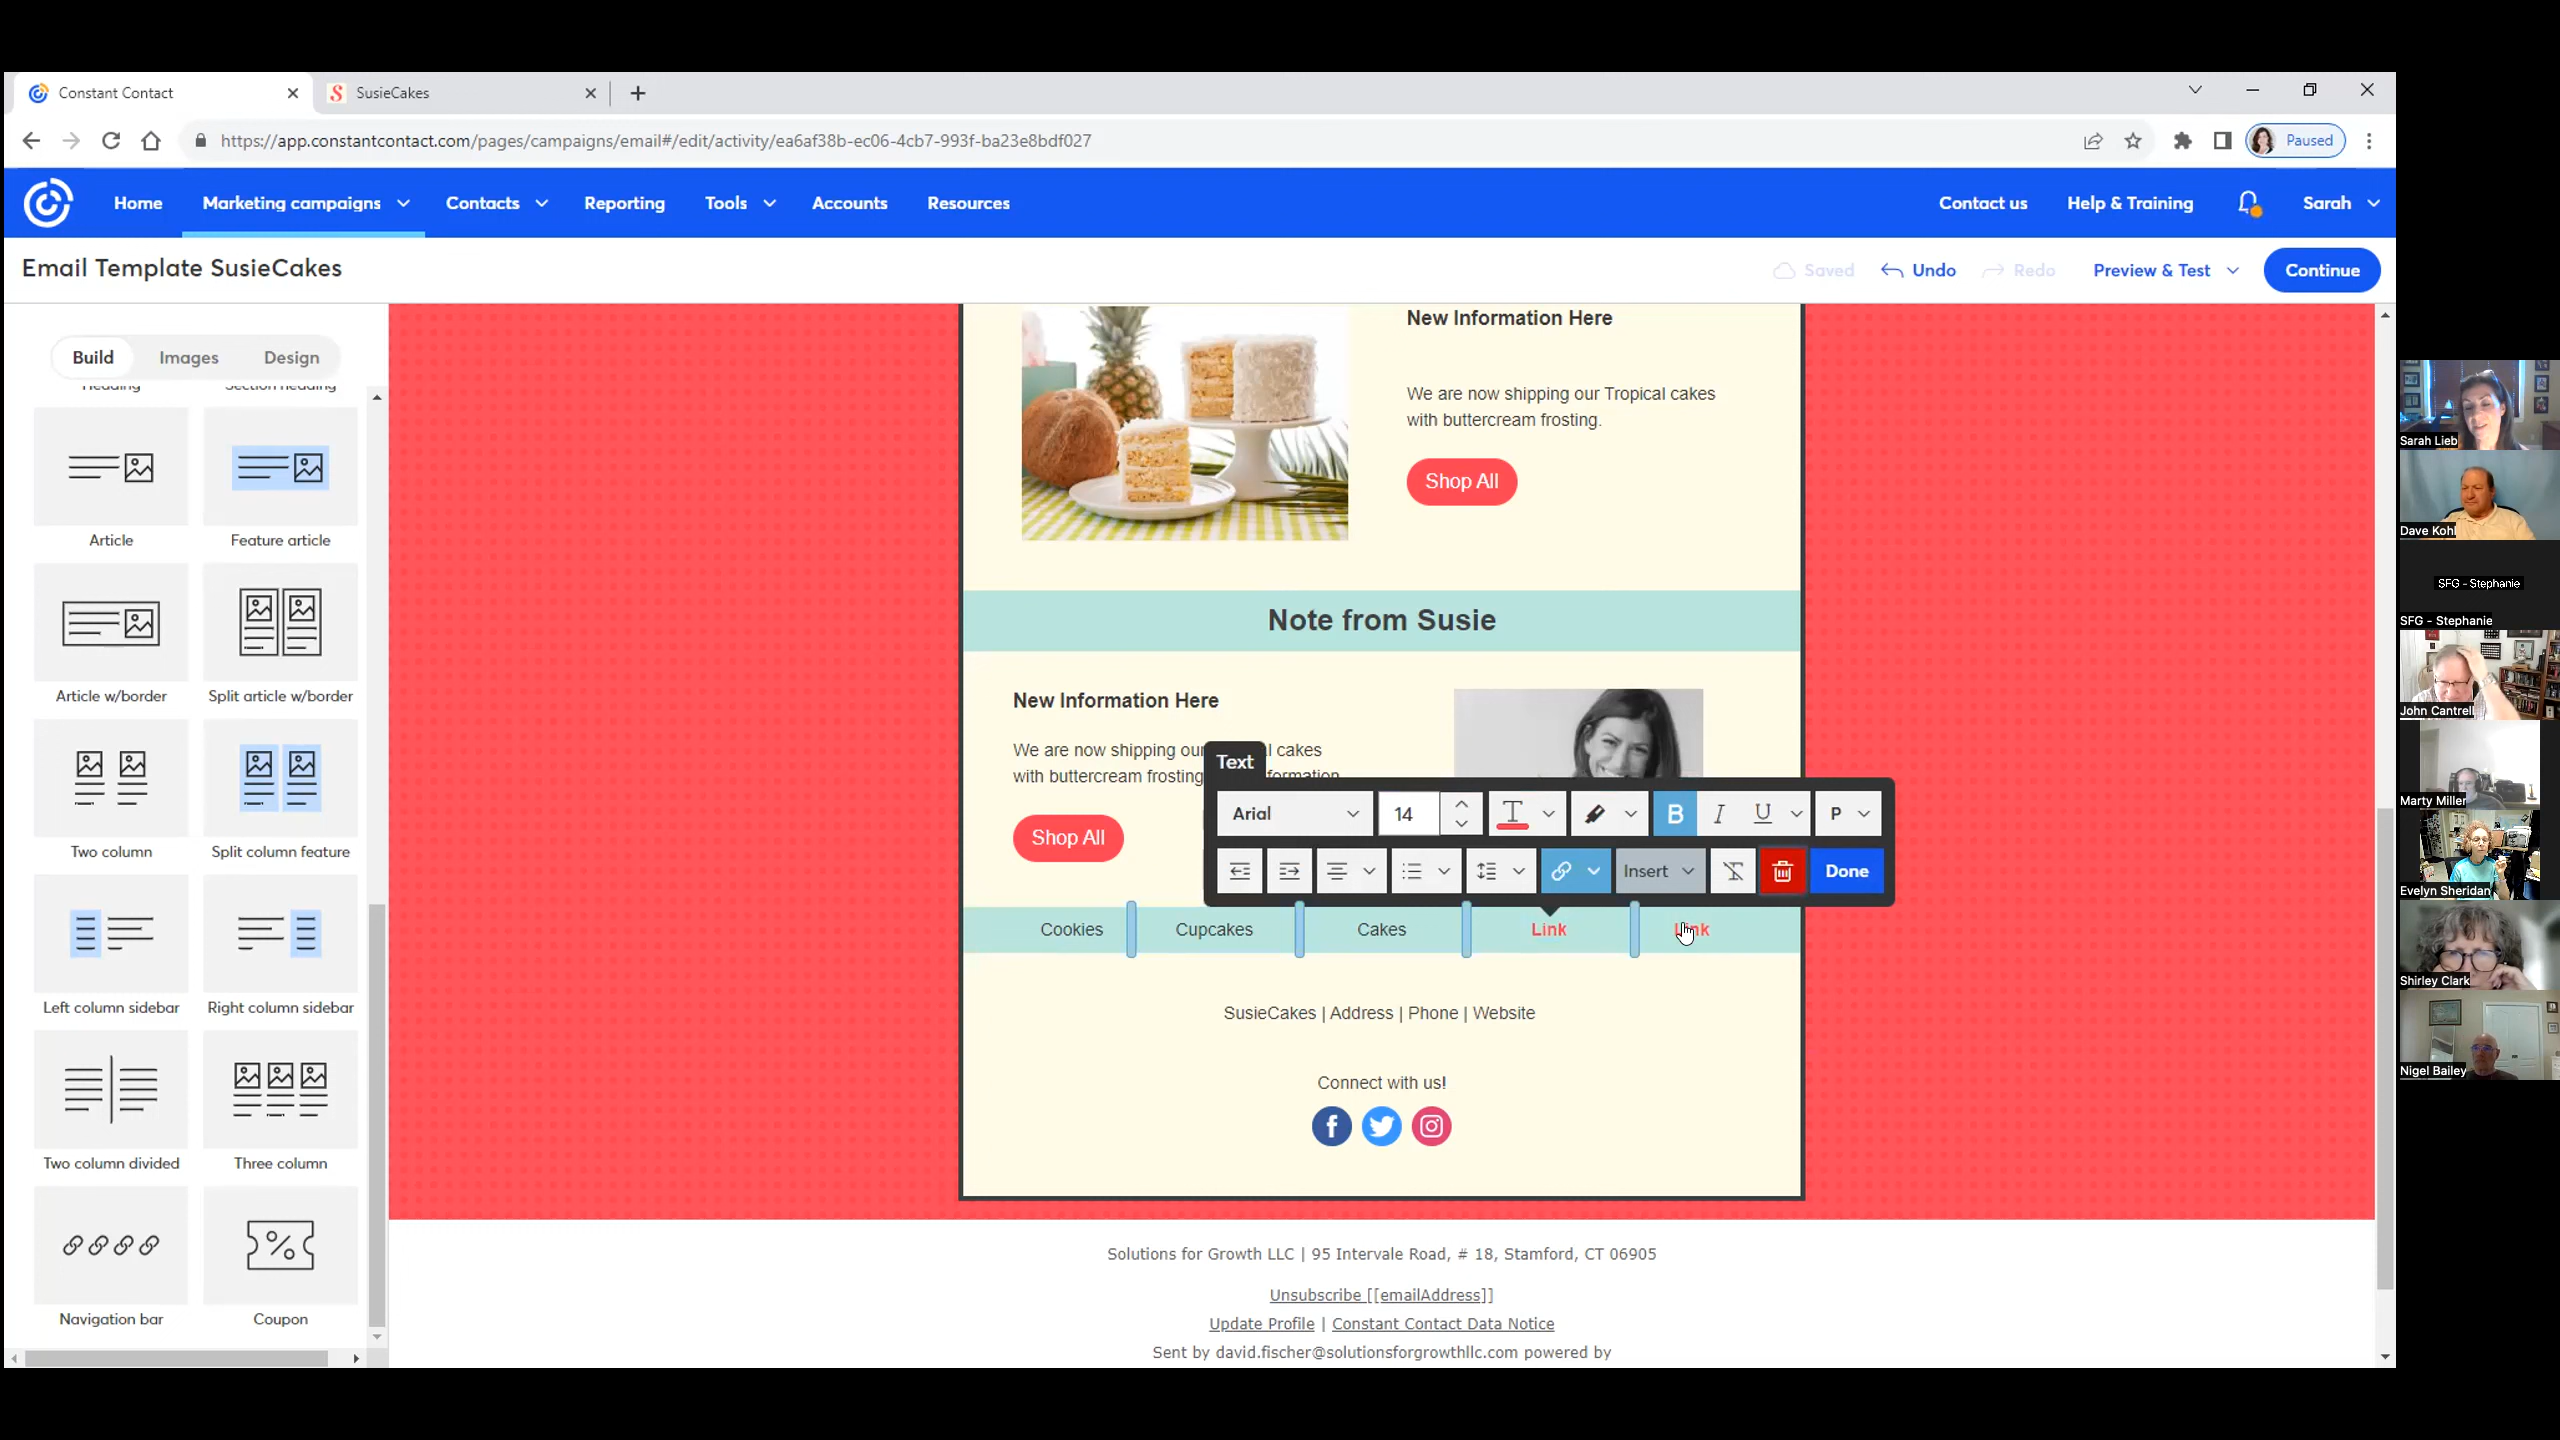 Constant Contact
SusieCakes
https://app.constantcontact.com/pages/campaigns/email#/edit/activity/ea6af38b-ec06-4cb7-993f-ba23e8bdf027
Paused
Home
Marketing campaigns
Contacts
Reporting
Tools
Accounts
Resources
Contact us
Help & Training
Sarah
Email Template SusieCakes
Saved
Undo
Redo
Preview & Test
Continue
Build
Images
Design
Heading
Section heading
Article
Feature article
Article w/border
Split article w/border
Two column
Split column feature
Left column sidebar
Right column sidebar
Two column divided
Three column
Navigation bar
Coupon
New Information Here
We are now shipping our Tropical cakes
with buttercream frosting.
Shop All
Note from Susie
New Information Here
We are now shipping our
l cakes
with buttercream frosting
formation
Shop All
Text
Arial
14
T
B
I
U
P
Insert
Done
Cookies
Cupcakes
Cakes
Link
Link
SusieCakes | Address | Phone | Website
Connect with us!
Solutions for Growth LLC | 95 Intervale Road, # 18, Stamford, CT 06905
Unsubscribe [[emailAddress]]
Update Profile | Constant Contact Data Notice
Sent by david.fischer@solutionsforgrowthllc.com powered by
Sarah Lieb
Dave Kohl
SFG - Stephanie
SFG - Stephanie
John Cantrell
Marty Miller
Evelyn Sheridan
Shirley Clark
Nigel Bailey